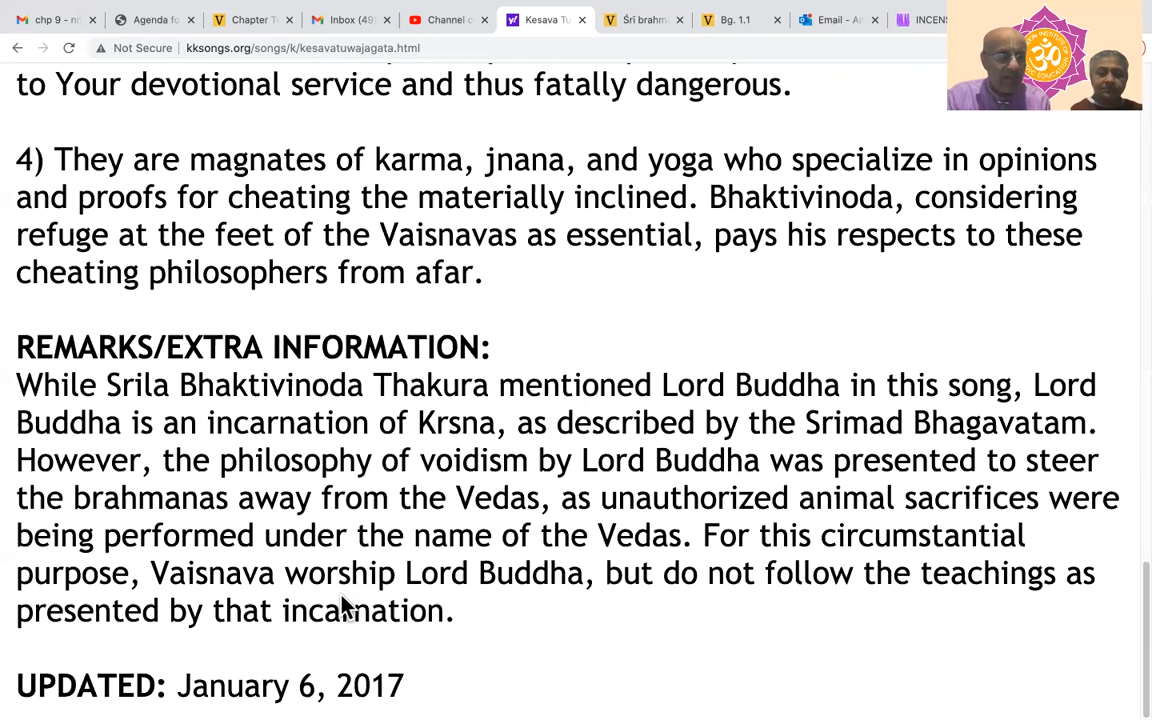 chp 9 - nr
Agenda fo
Chapter T
Inbox (49
Channel c
Kesava Tu
Śrī brahm
Bg. 1.1
Email - A
INCENS
Not Secure
kksongs.org/songs/k/kesavatuwajagata.html
to Your devotional service and thus fatally dangerous.
4) They are magnates of karma, jnana, and yoga who specialize in opinions
and proofs for cheating the materially inclined. Bhaktivinoda, considering
refuge at the feet of the Vaisnavas as essential, pays his respects to these
cheating philosophers from afar.
REMARKS/EXTRA INFORMATION:
While Srila Bhaktivinoda Thakura mentioned Lord Buddha in this song, Lord
Buddha is an incarnation of Krsna, as described by the Srimad Bhagavatam.
However, the philosophy of voidism by Lord Buddha was presented to steer
the brahmanas away from the Vedas, as unauthorized animal sacrifices were
being performed under the name of the Vedas. For this circumstantial
purpose, Vaisnava worship Lord Buddha, but do not follow the teachings as
presented by that incarnation.
UPDATED: January 6, 2017